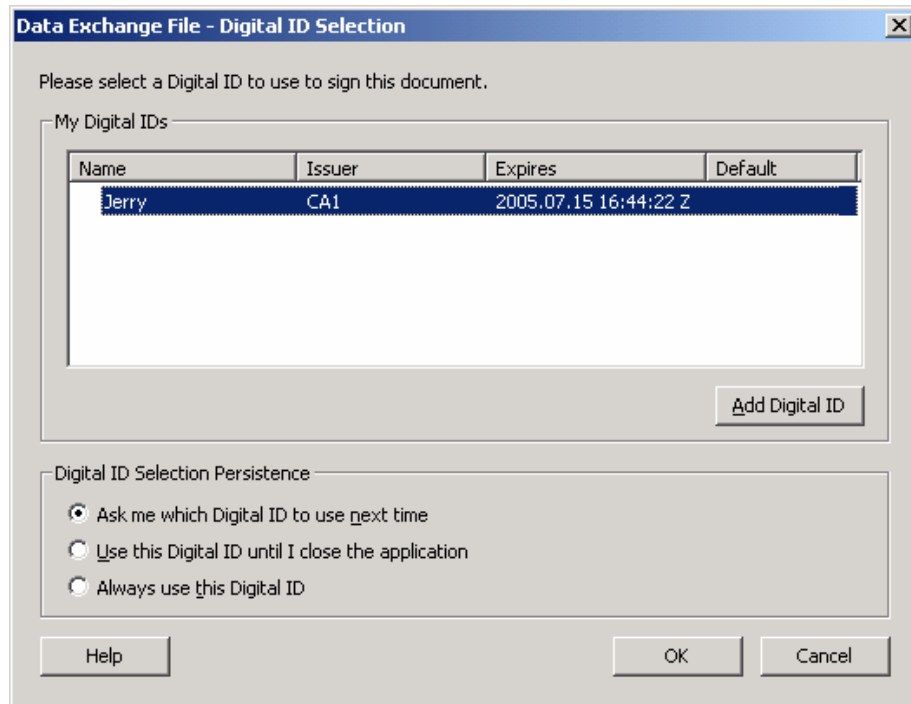 Data Exchange File - Digital ID Selection
Please select a Digital ID to use to sign this document.
My Digital IDs
Name Issuer Expires Default
Jerry CA1 2005.07.15 16:44:22 Z
Add Digital ID
Digital ID Selection Persistence
Ask me which Digital ID to use next time
Use this Digital ID until I close the application
Always use this Digital ID
Help OK Cancel